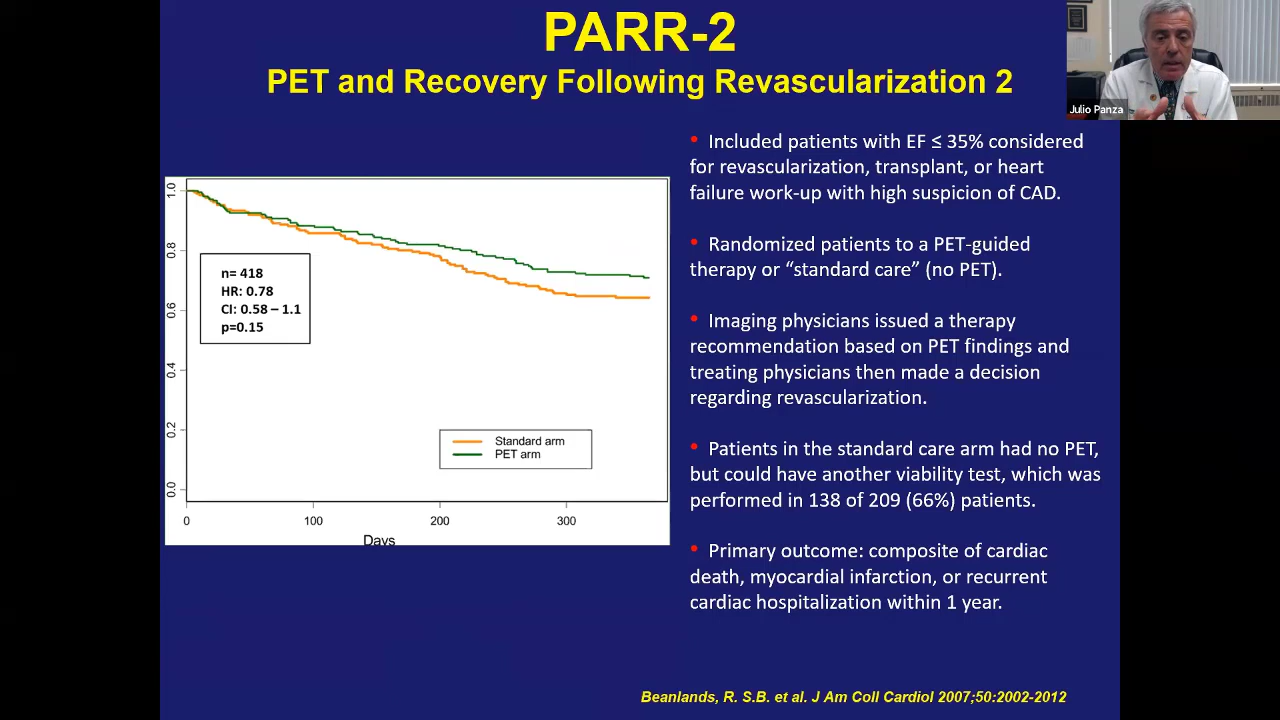 PARR-2
PET and Recovery Following Revascularization 2
Julio Panza
• Included patients with EF ≤ 35% considered
for revascularization, transplant, or heart
failure work-up with high suspicion of CAD.
• Randomized patients to a PET-guided
therapy or “standard care” (no PET).
• Imaging physicians issued a therapy
recommendation based on PET findings and
treating physicians then made a decision
regarding revascularization.
• Patients in the standard care arm had no PET,
but could have another viability test, which was
performed in 138 of 209 (66%) patients.
• Primary outcome: composite of cardiac
death, myocardial infarction, or recurrent
cardiac hospitalization within 1 year.
1.0
0.8
0.6
0.4
0.2
0.0
n= 418
HR: 0.78
CI: 0.58 – 1.1
p=0.15
Standard arm
PET arm
0 100 200 300
Days
Beanlands, R. S.B. et al. J Am Coll Cardiol 2007;50:2002-2012